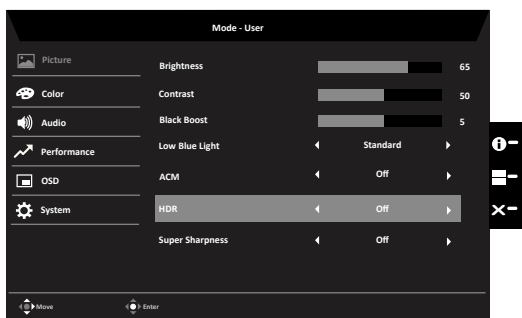 Mode - User
Picture
Color
Audio
Performance
OSD
System
Brightness 65
Contrast 50
Black Boost 5
Low Blue Light Standard
ACM Off
HDR Off
Super Sharpness Off
Move Enter